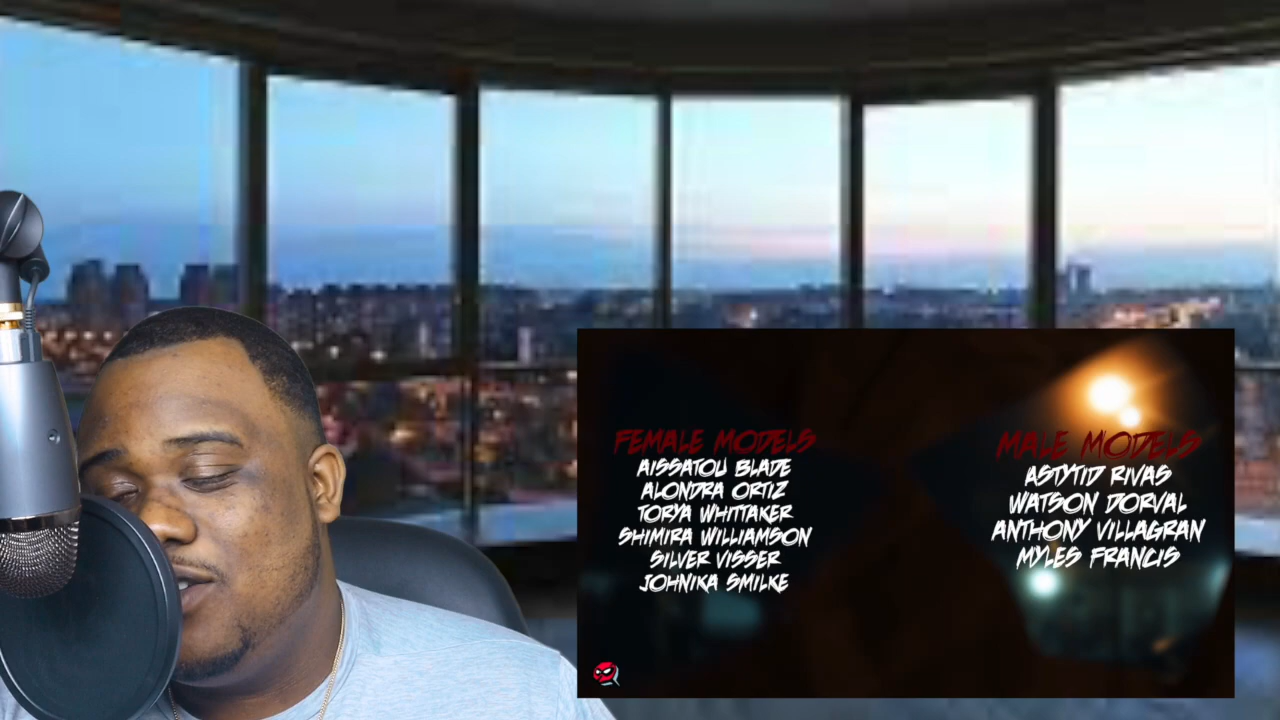 FEMALE MODELS
AISSATOU BLADE
ALONDRA ORTIZ
TORYA WHITTAKER
SHIMIRA WILLIAMSON
SILVER VISSER
JOHNIKA SMILKE
MALE MODELS
ASTYTID RIVAS
WATSON DORVAL
ANTHONY VILLAGRAN
MYLES FRANCIS